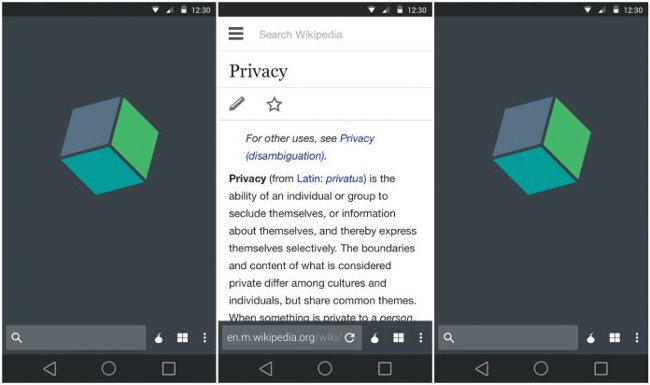 12:30
12:30
Search Wikipedia
Privacy
For other uses, see Privacy
(disambiguation).
Privacy (from Latin: privatus) is the
ability of an individual or group to
seclude themselves, or information
about themselves, and thereby express
themselves selectively. The boundaries
and content of what is considered
private differ among cultures and
individuals, but share common themes.
When something is private to a person,
en.m.wikipedia.org/wiki/
12:30